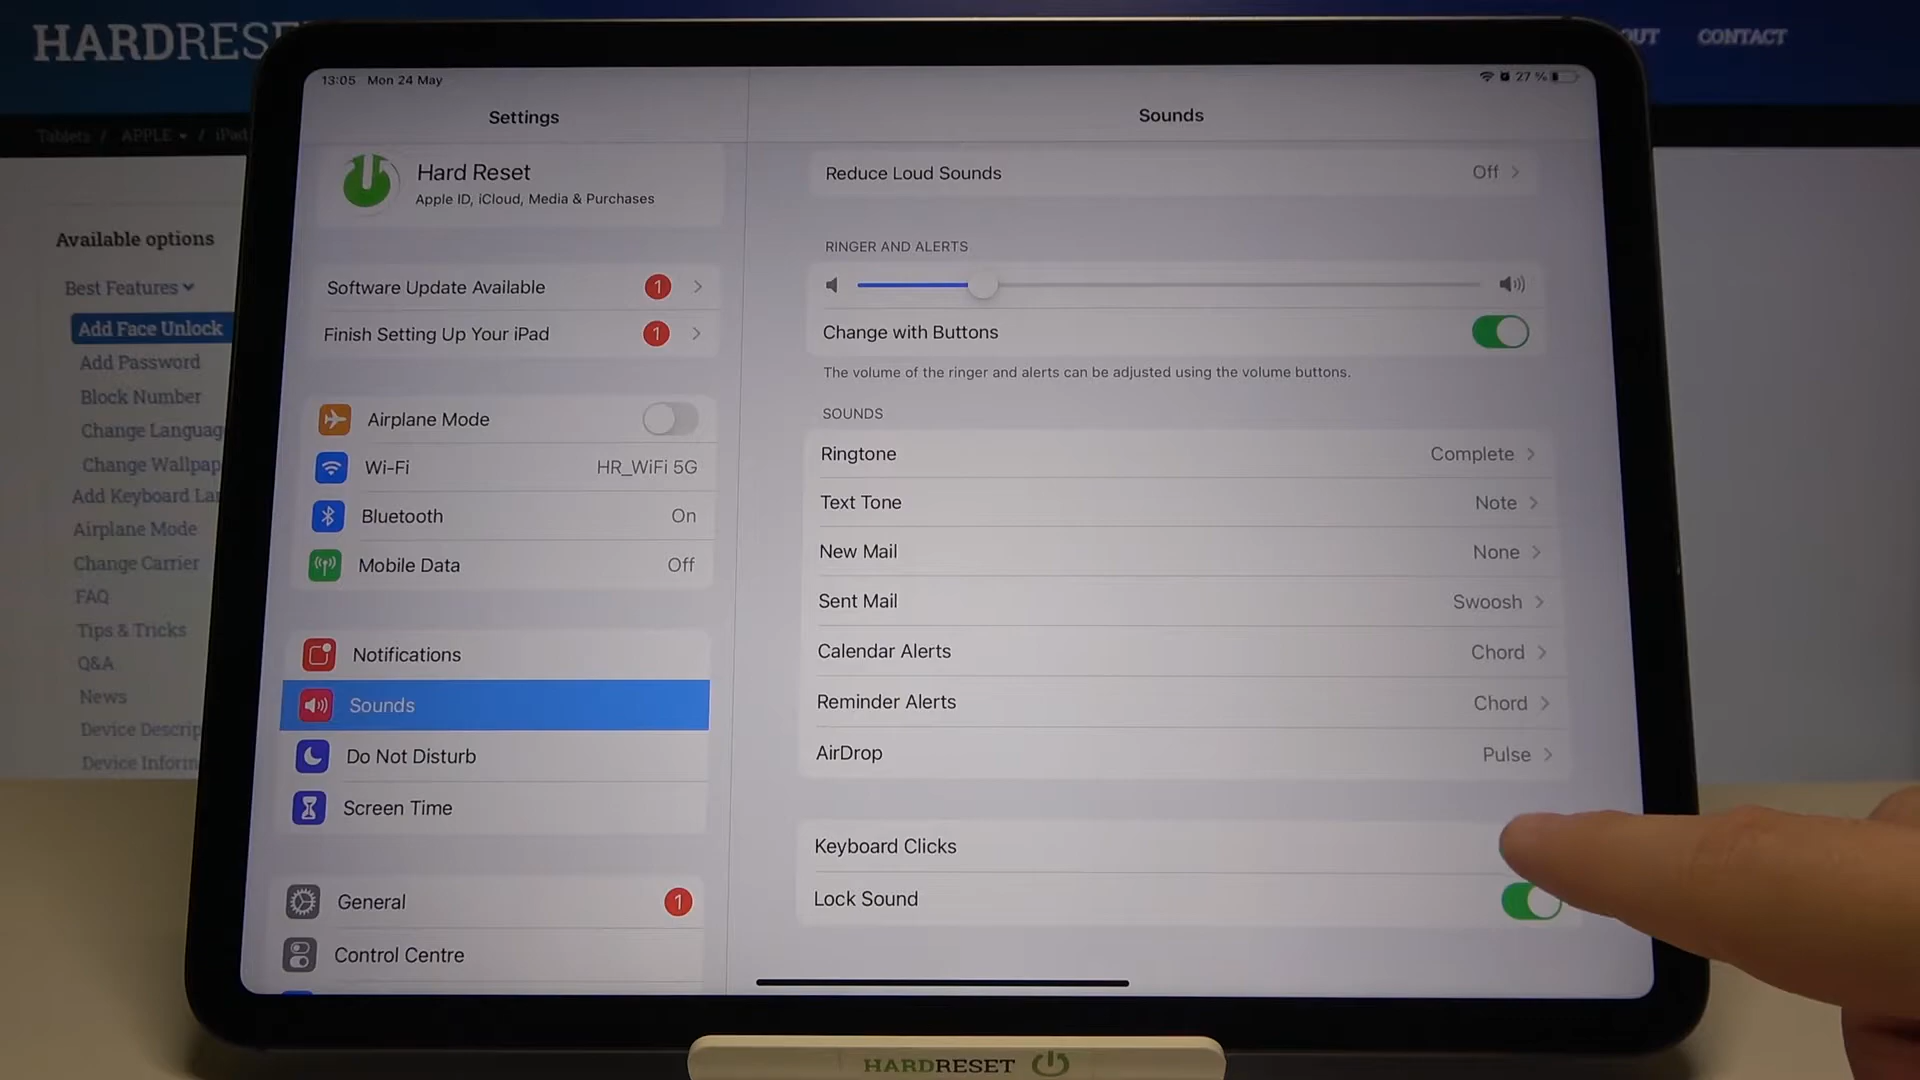 HARDRESE
OUT
CONTACT
Tablets / APPLE / iPad
Available options
Best Features
Add Face Unlock
Add Password
Block Number
Change Languag
Change Wallpap
Add Keyboard Lan
Airplane Mode
Change Carrier
FAQ
Tips & Tricks
Q&A
News
Device Descrip
Device Inform
13:05 Mon 24 May
27 %
Settings
Hard Reset
Apple ID, iCloud, Media & Purchases
Software Update Available 1
Finish Setting Up Your iPad 1
Airplane Mode
Wi-Fi HR_WiFi 5G
Bluetooth On
Mobile Data Off
Notifications
Sounds
Do Not Disturb
Screen Time
General 1
Control Centre
Sounds
Reduce Loud Sounds Off
RINGER AND ALERTS
Change with Buttons
The volume of the ringer and alerts can be adjusted using the volume buttons.
SOUNDS
Ringtone Complete
Text Tone Note
New Mail None
Sent Mail Swoosh
Calendar Alerts Chord
Reminder Alerts Chord
AirDrop Pulse
Keyboard Clicks
Lock Sound
HARDRESET